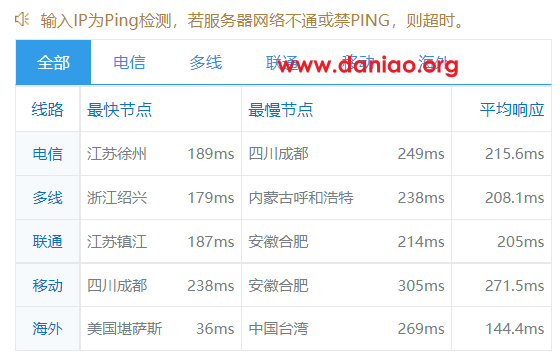 输入IP为Ping检测，若服务器网络不通或禁PING，则超时。
全部 电信 多线 联通 移动 海外
www.daniao.org
线路 最快节点 最慢节点 平均响应
电信 江苏徐州 189ms 四川成都 249ms 215.6ms
多线 浙江绍兴 179ms 内蒙古呼和浩特 238ms 208.1ms
联通 江苏镇江 187ms 安徽合肥 214ms 205ms
移动 四川成都 238ms 安徽合肥 305ms 271.5ms
海外 美国堪萨斯 36ms 中国台湾 269ms 144.4ms